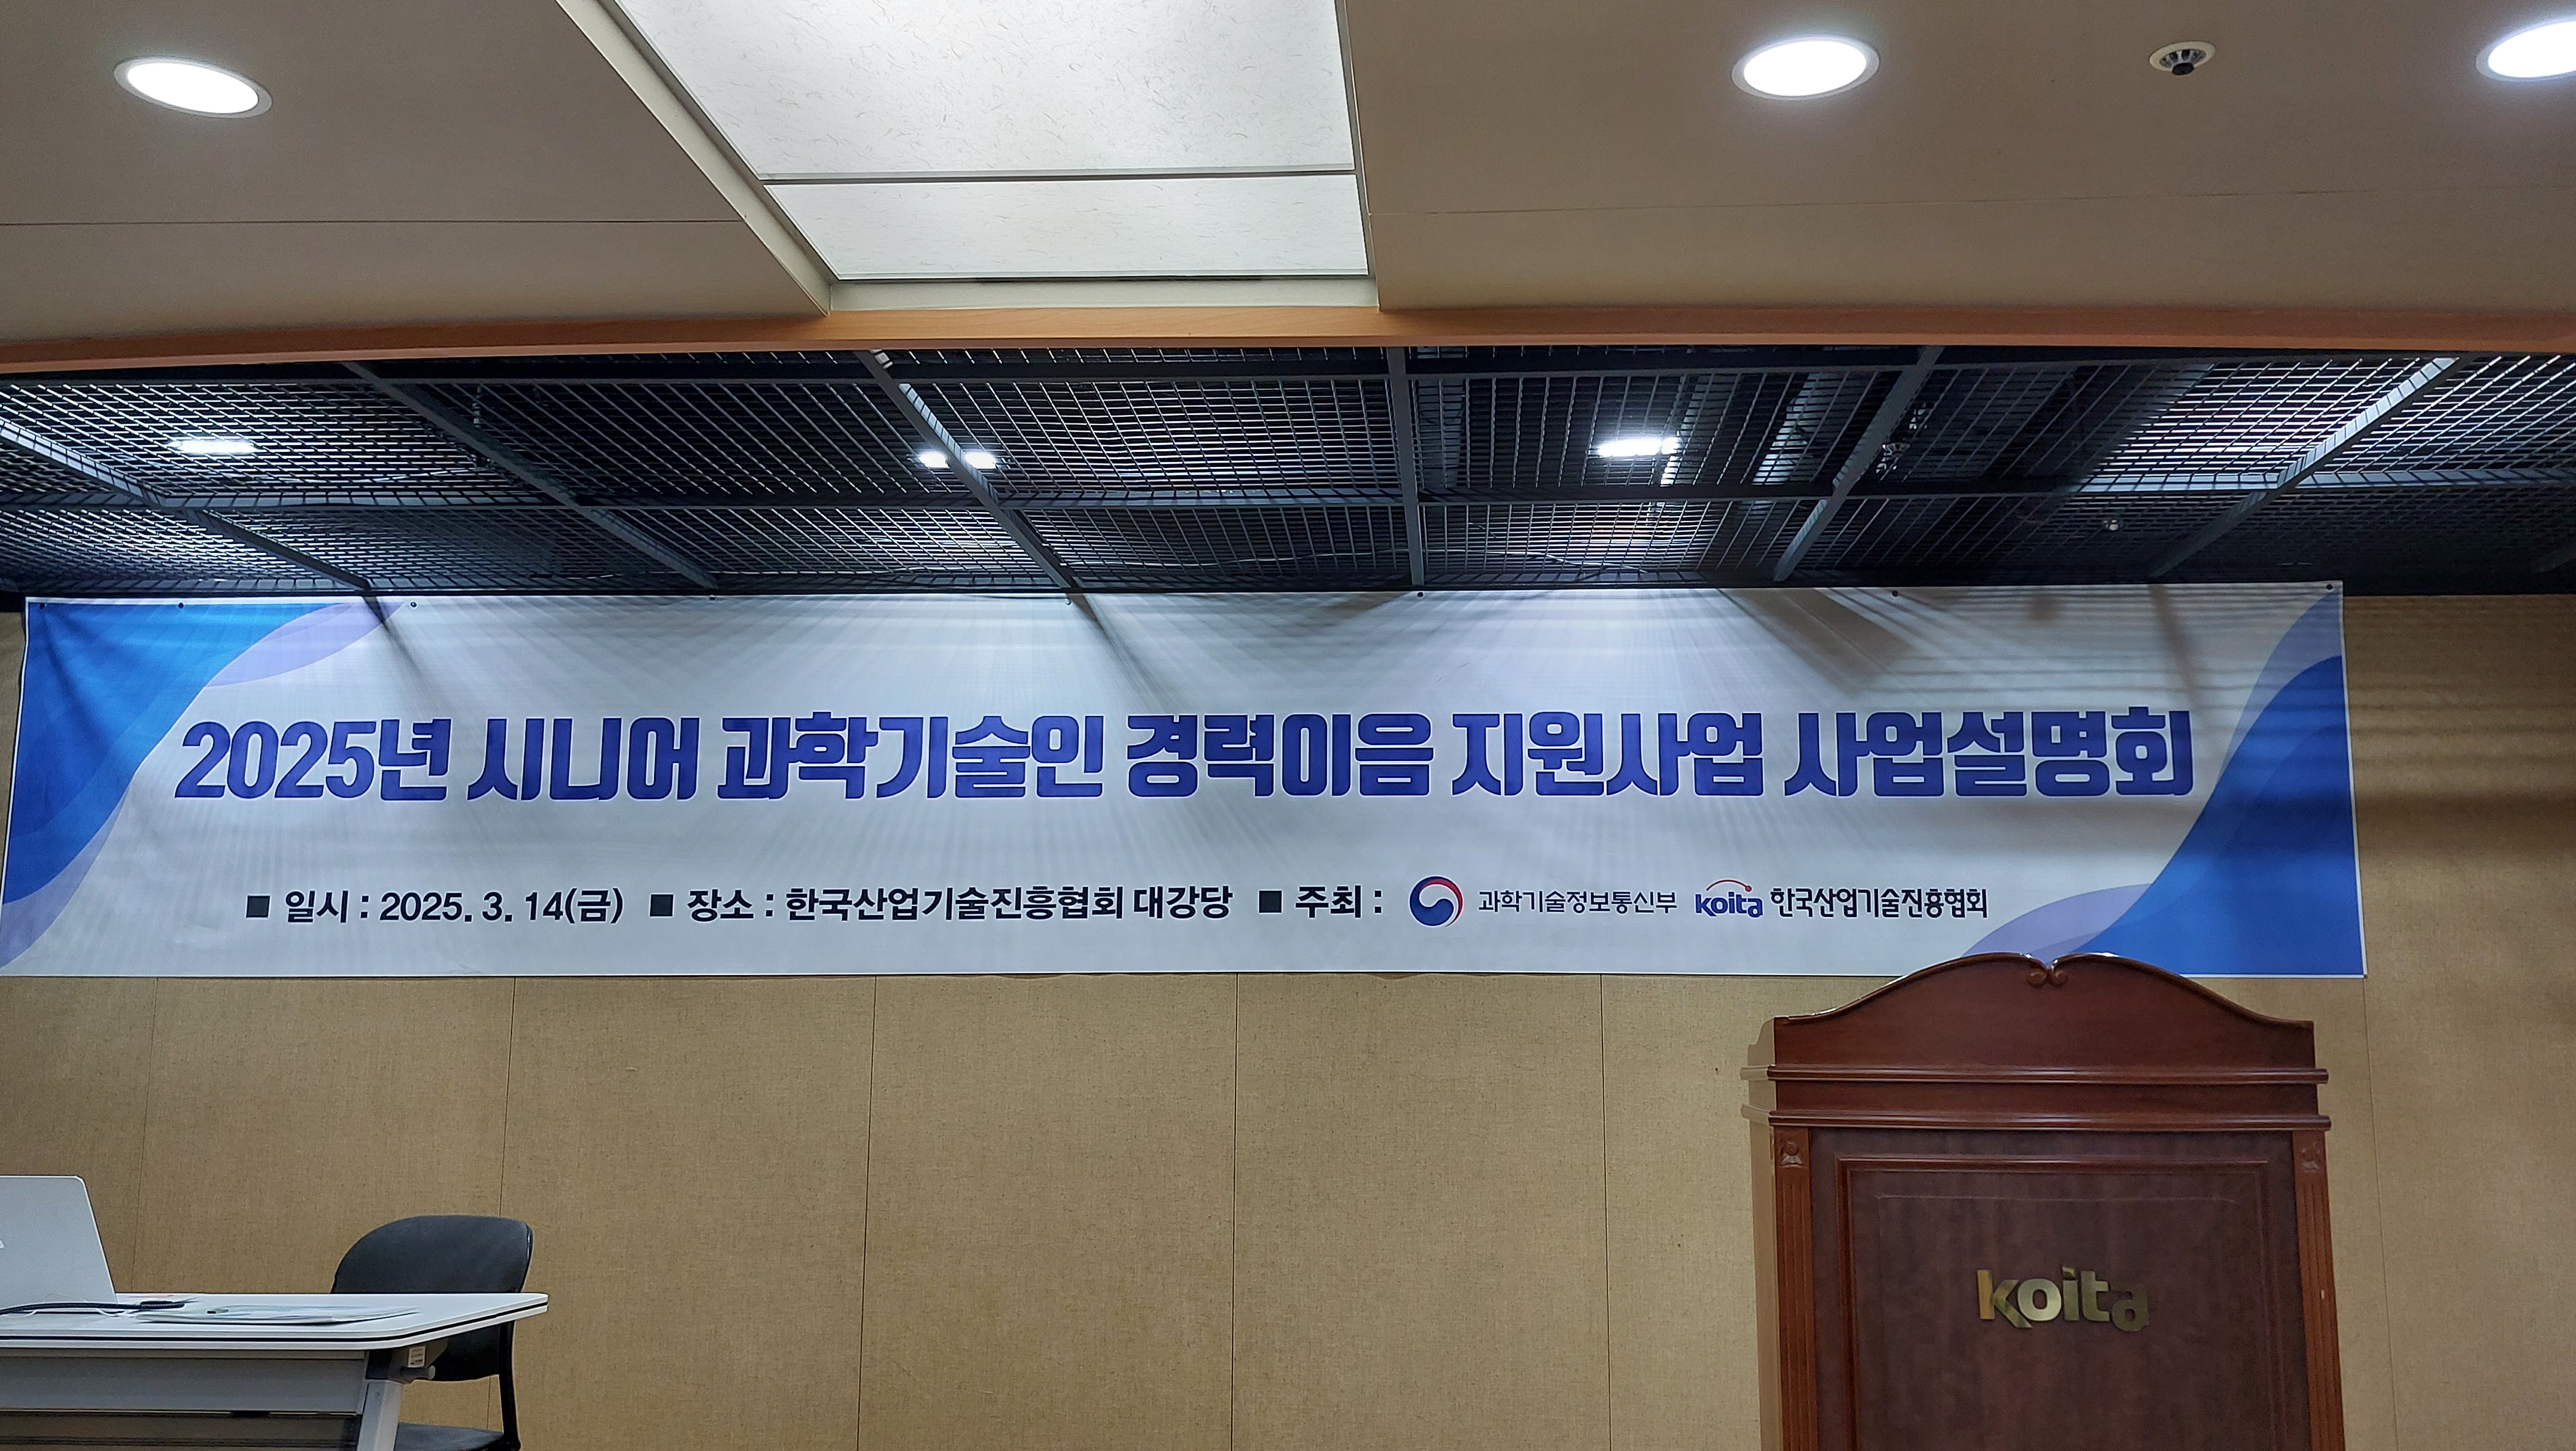 2025년 시니어 과학기술인 경력이음 지원사업 사업설명회
■ 일시 : 2025. 3. 14(금) ■ 장소 : 한국산업기술진흥협회 대강당 ■ 주최 : 과학기술정보통신부 koita 한국산업기술진흥협회
koita